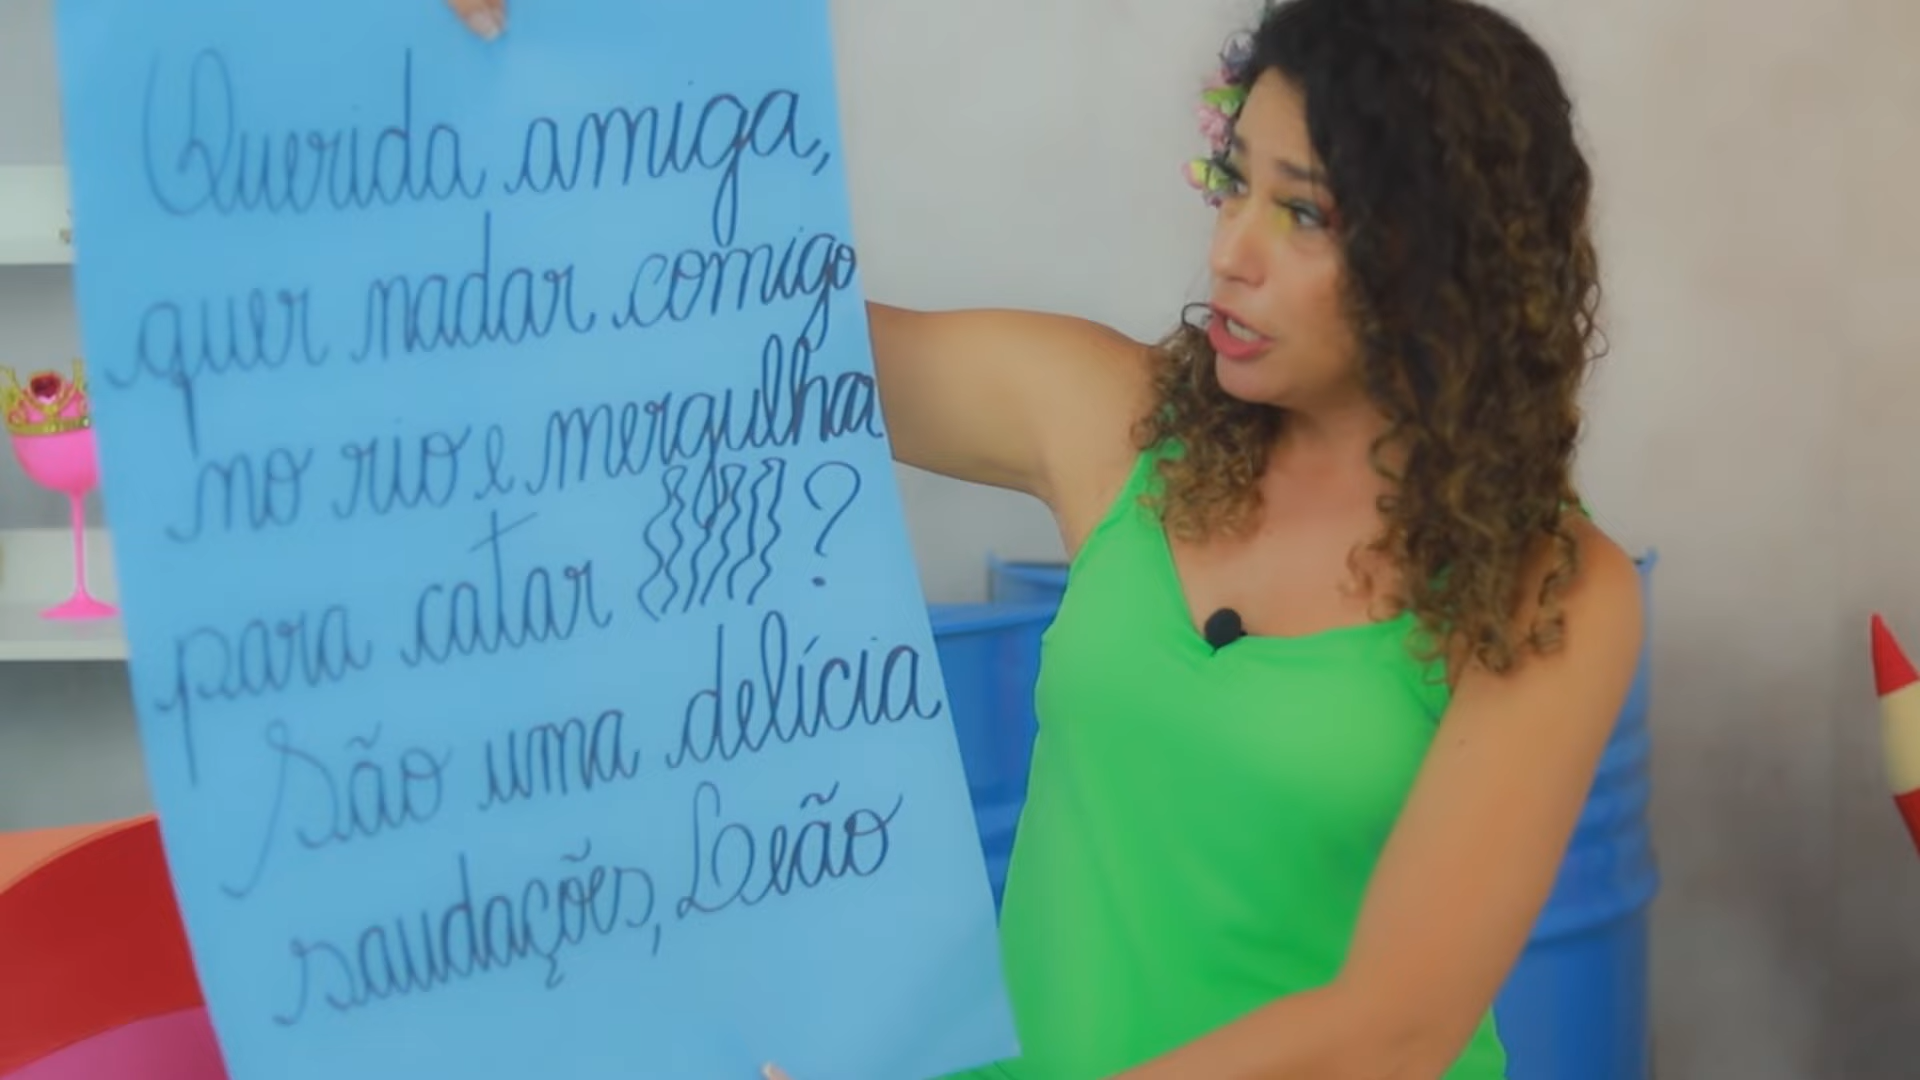 Querida amiga,
quer nadar comigo
no rio e mergulhar
para catar ?
São uma delícia
saudações, Leão